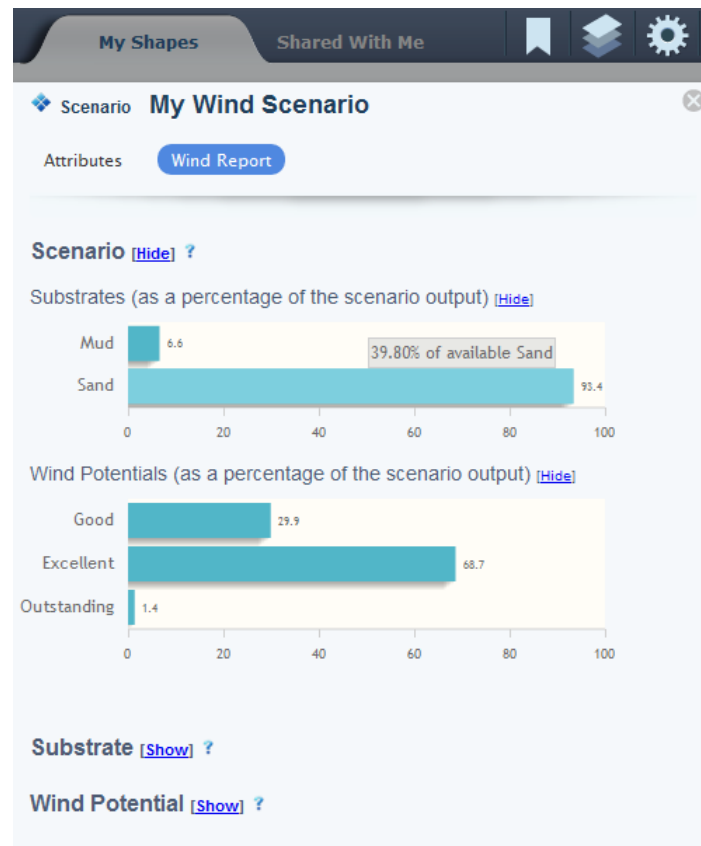 My Shapes Shared With Me
Scenario My Wind Scenario
Attributes Wind Report
Scenario [Hide] ?
Substrates (as a percentage of the scenario output) [Hide]
Mud 6.6
39.80% of available Sand
Sand 93.4
0 20 40 60 80 100
Wind Potentials (as a percentage of the scenario output) [Hide]
Good 29.9
Excellent 68.7
Outstanding 1.4
0 20 40 60 80 100
Substrate [Show] ?
Wind Potential [Show] ?